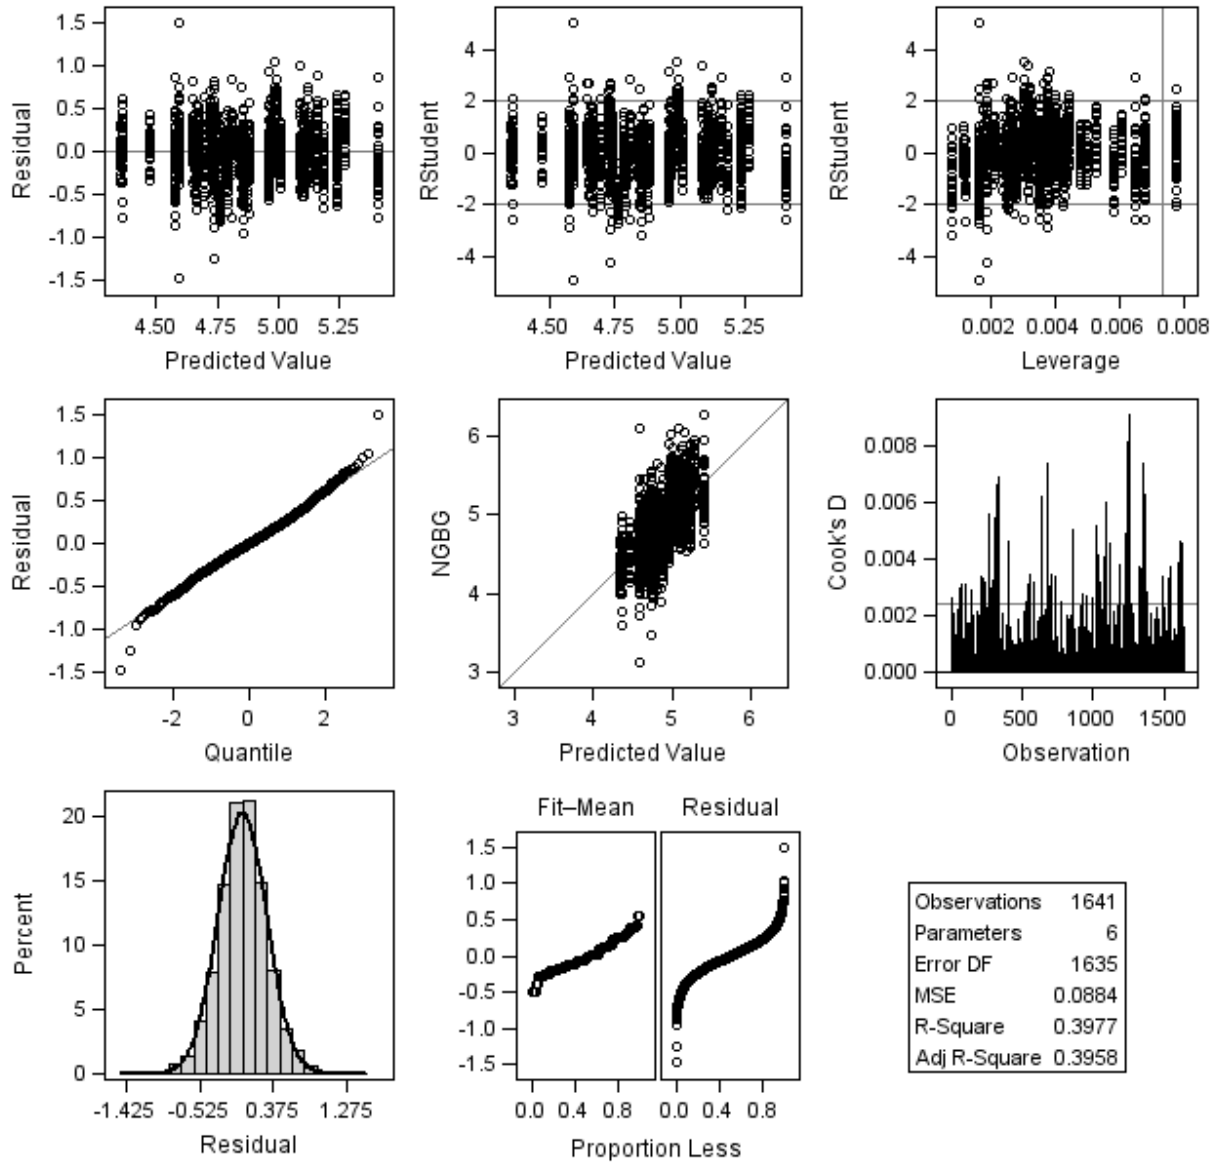 Residual
1.5
1.0
0.5
0.0
-0.5
-1.0
-1.5
4.50 4.75 5.00 5.25
Predicted Value
RStudent
4
2
0
-2
-4
4.50 4.75 5.00 5.25
Predicted Value
RStudent
4
2
0
-2
-4
0.002 0.004 0.006 0.008
Leverage
Residual
1.5
1.0
0.5
0.0
-0.5
-1.0
-1.5
-2 0 2
Quantile
NGBG
6
5
4
3
3 4 5 6
Predicted Value
Cook's D
0.008
0.006
0.004
0.002
0.000
0 500 1000 1500
Observation
Percent
20
15
10
5
0
-1.425 -0.525 0.375 1.275
Residual
Fit–Mean Residual
1.5
1.0
0.5
0.0
-0.5
-1.0
-1.5
0.0 0.4 0.8 0.0 0.4 0.8
Proportion Less
Observations 1641
Parameters 6
Error DF 1635
MSE 0.0884
R-Square 0.3977
Adj R-Square 0.3958